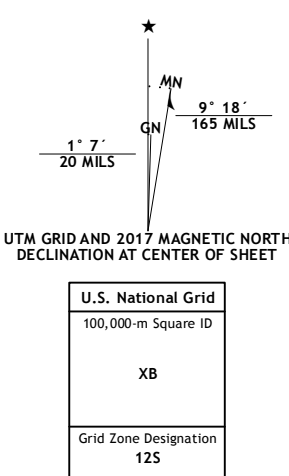 ★
MN
GN
9° 18´
165 MILS
1° 7´
20 MILS
UTM GRID AND 2017 MAGNETIC NORTH
DECLINATION AT CENTER OF SHEET
U.S. National Grid
100,000-m Square ID
XB
Grid Zone Designation
12S